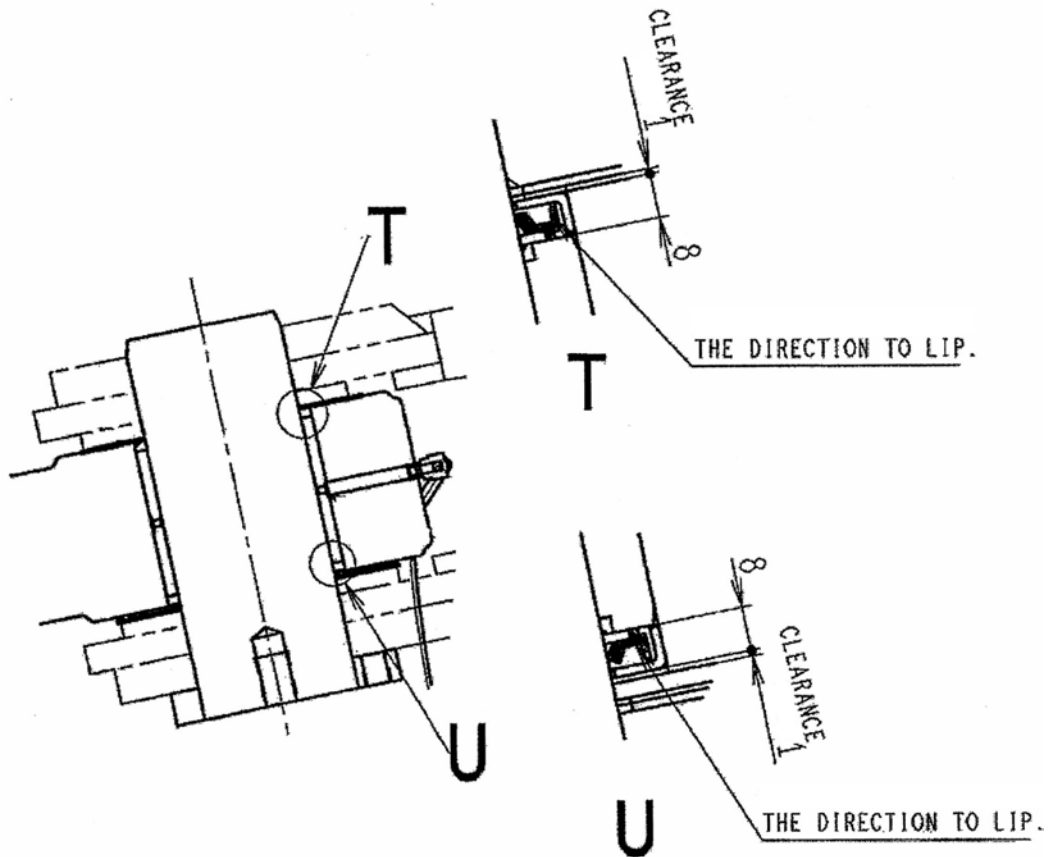 CLEARANCE
1
8
T
THE DIRECTION TO LIP.
T
8
CLEARANCE
1
U
THE DIRECTION TO LIP.
U